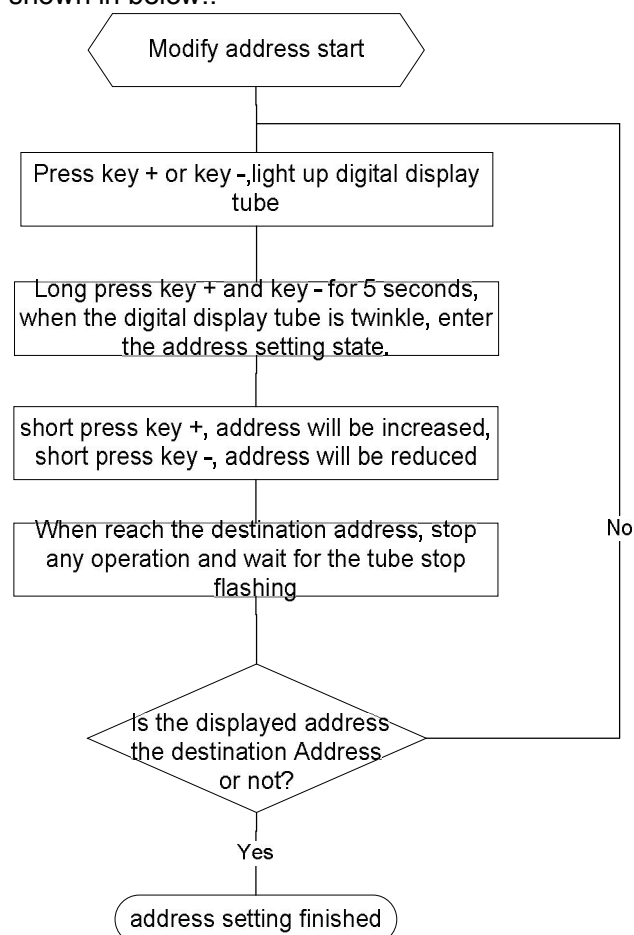 shown in below..
Modify address start
Press key + or key -,light up digital display
tube
Long press key + and key - for 5 seconds,
when the digital display tube is twinkle, enter
the address setting state.
short press key +, address will be increased,
short press key -, address will be reduced
When reach the destination address, stop
any operation and wait for the tube stop
flashing
No
Is the displayed address
the destination Address
or not?
Yes
address setting finished